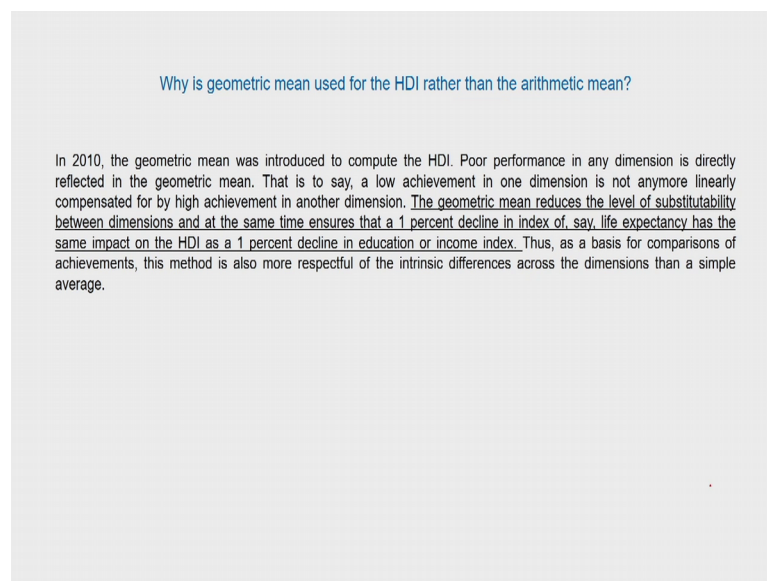 Why is geometric mean used for the HDI rather than the arithmetic mean?
In 2010, the geometric mean was introduced to compute the HDI. Poor performance in any dimension is directly
reflected in the geometric mean. That is to say, a low achievement in one dimension is not anymore linearly
compensated for by high achievement in another dimension. The geometric mean reduces the level of substitutability
between dimensions and at the same time ensures that a 1 percent decline in index of, say, life expectancy has the
same impact on the HDI as a 1 percent decline in education or income index. Thus, as a basis for comparisons of
achievements, this method is also more respectful of the intrinsic differences across the dimensions than a simple
average.